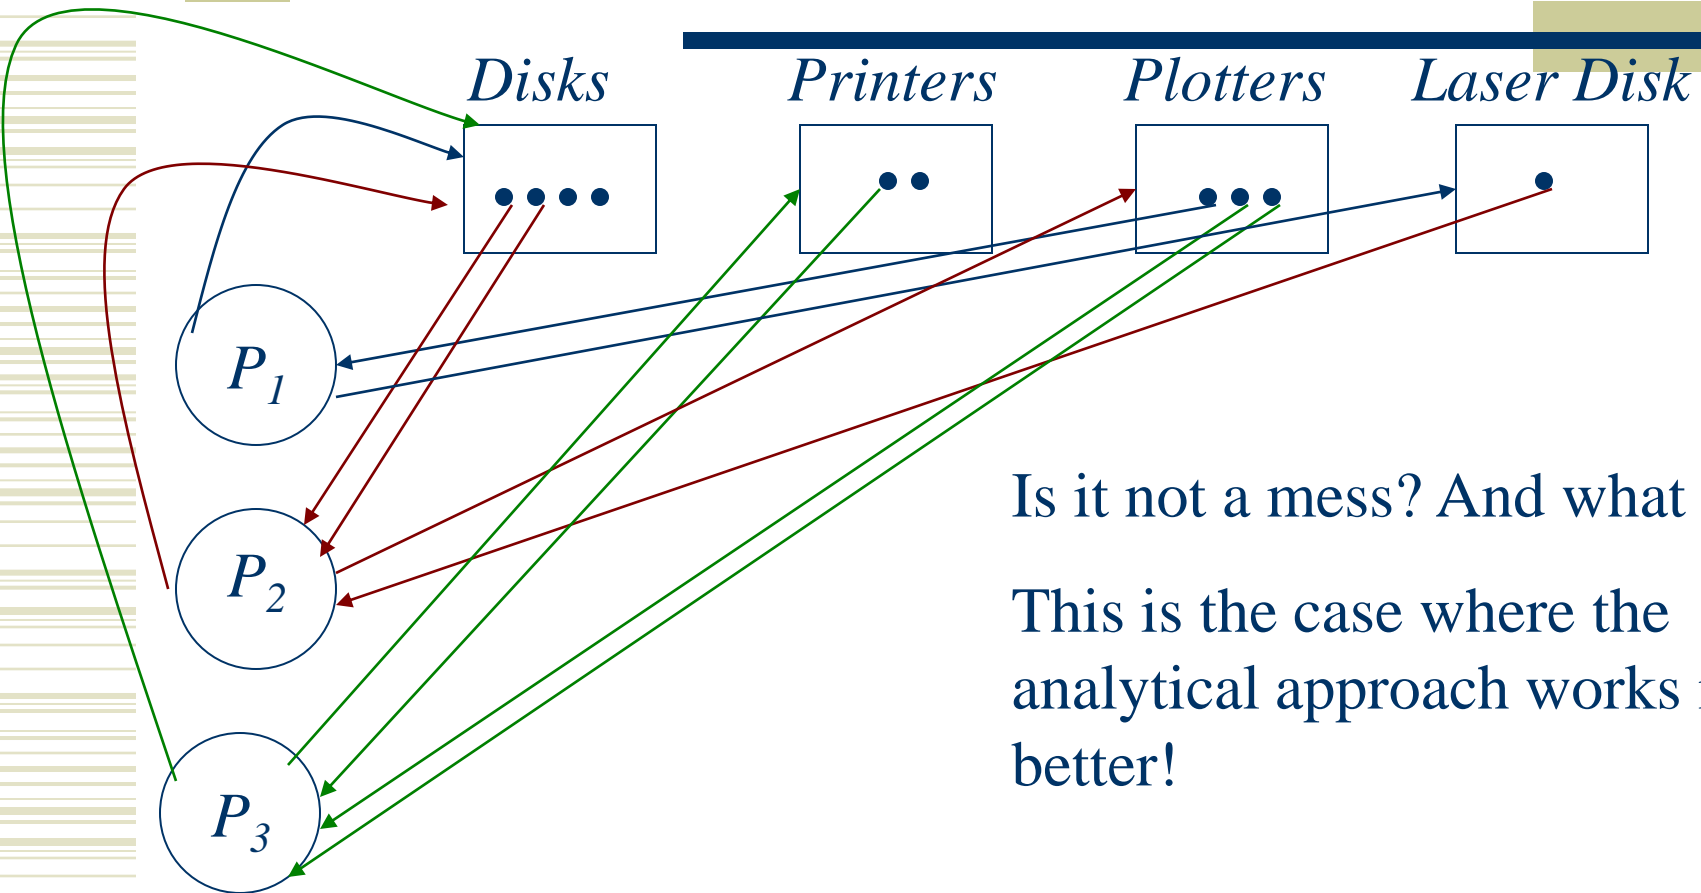 Disks Printers Plotters Laser Disk
P1
P2
P3
Is it not a mess? And what
This is the case where the
analytical approach works
better!